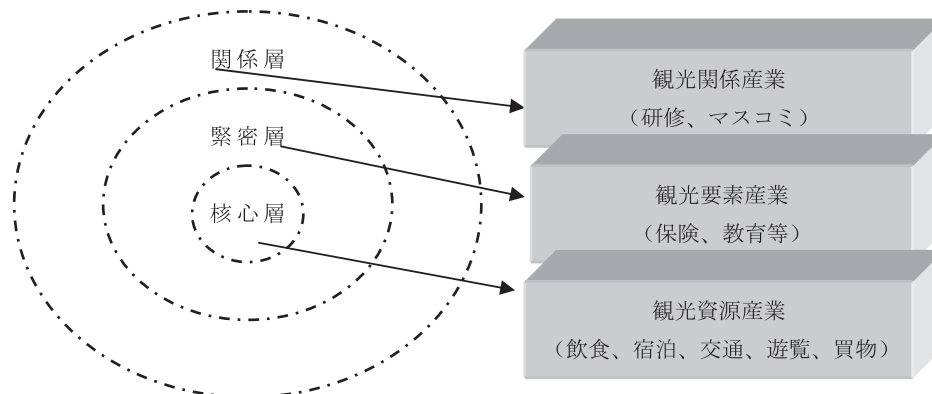 関係層
緊密層
核心層
観光関係産業
（研修、マスコミ）
観光要素産業
（保険、教育等）
観光資源産業
（飲食、宿泊、交通、遊覧、買物）